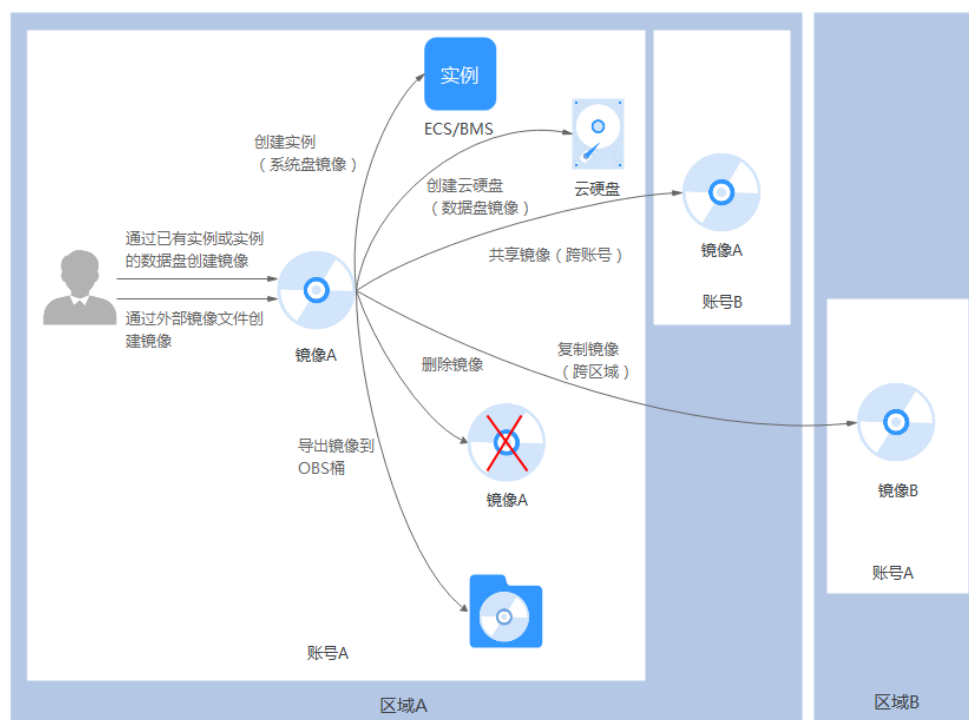 实例
ECS/BMS
创建实例
（系统盘镜像）
云硬盘
创建云硬盘
（数据盘镜像）
共享镜像（跨账号）
镜像A
账号B
通过已有实例或实例
的数据盘创建镜像
通过外部镜像文件创
建镜像
镜像A
删除镜像
复制镜像
（跨区域）
导出镜像到
OBS桶
镜像A
镜像B
账号A
账号A
区域A
区域B